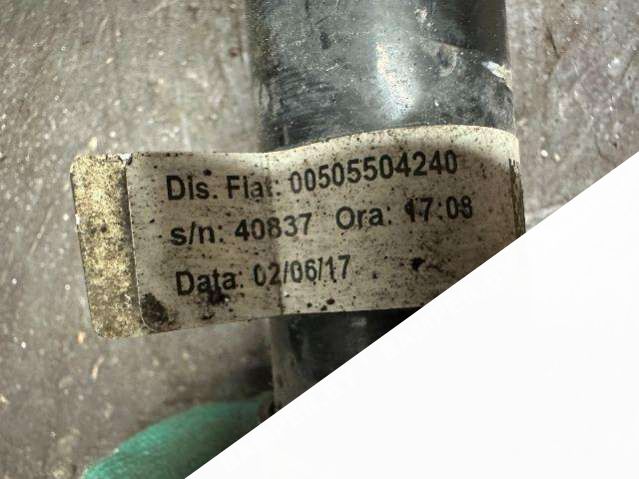 Dis. Fiat: 00505504240
s/n: 40837 Ora: 17:08
Data: 02/06/17